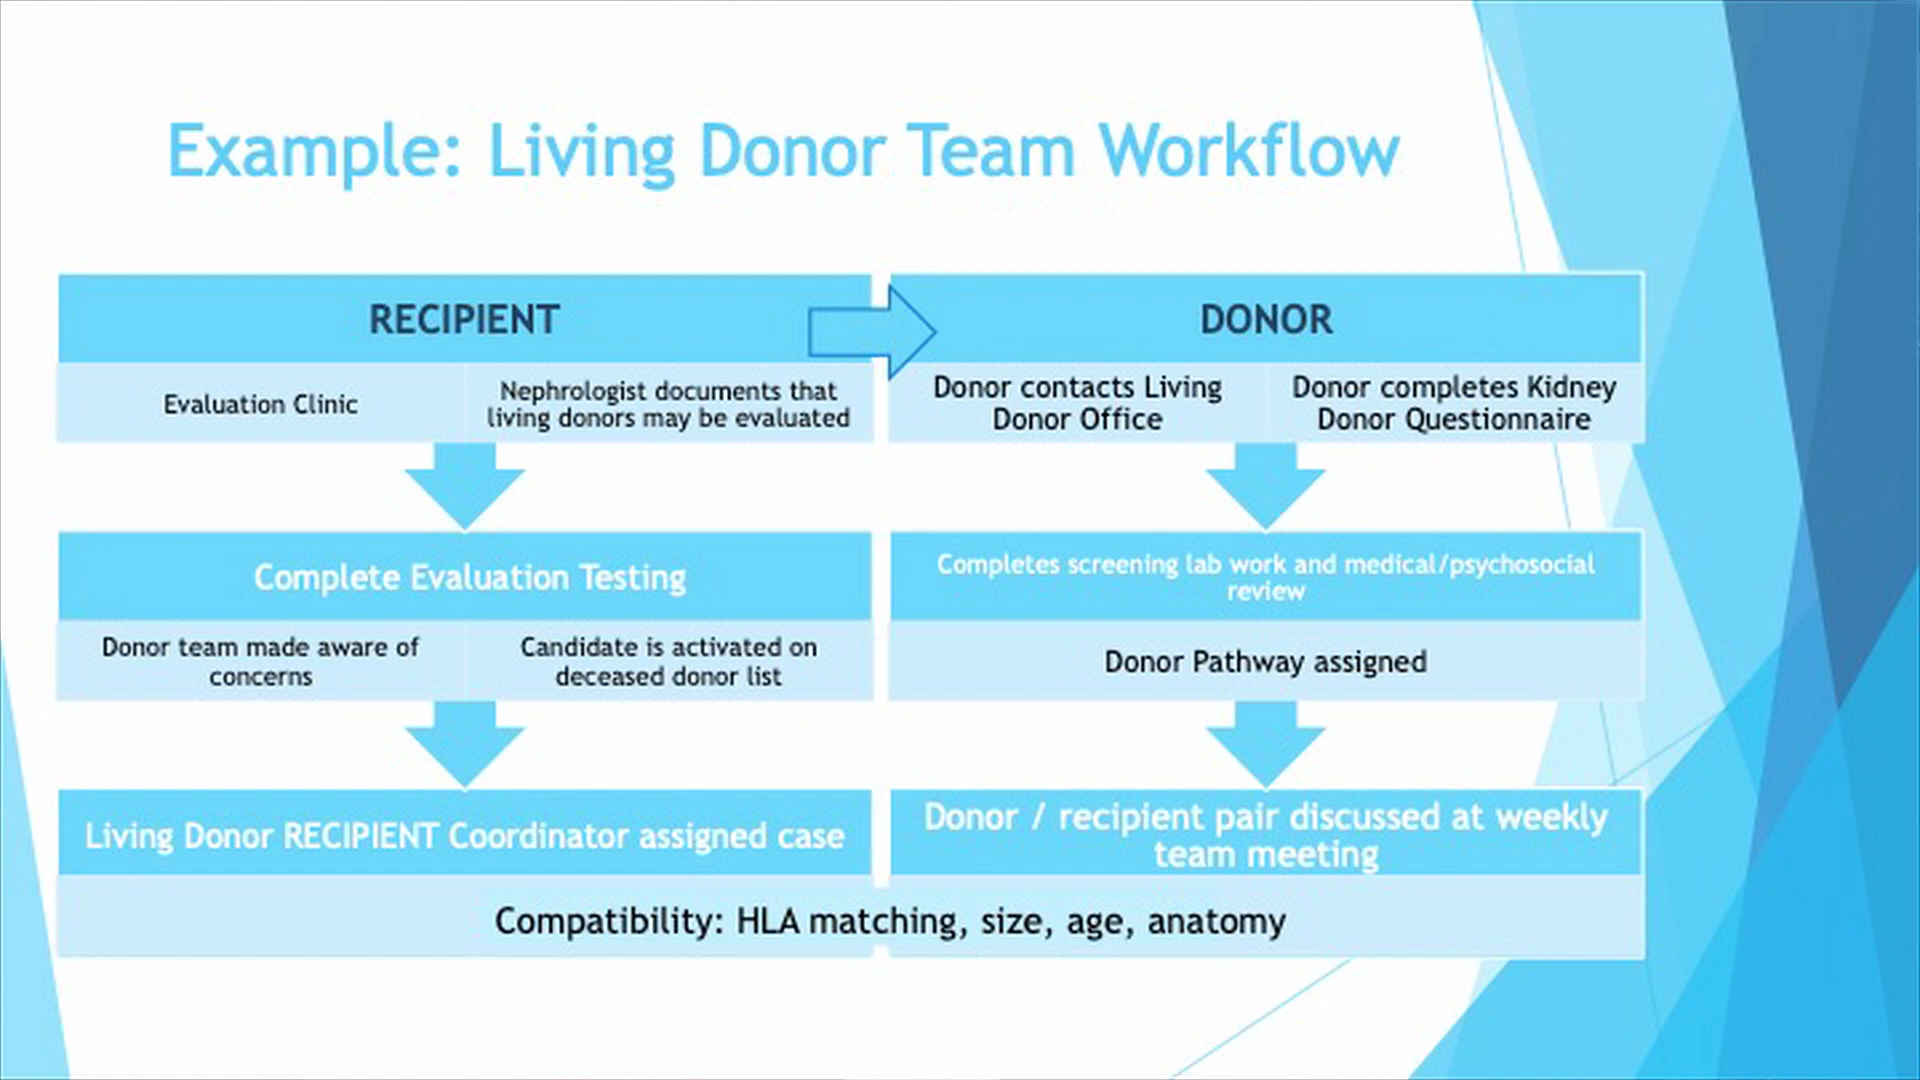 Example: Living Donor Team Workflow
RECIPIENT
Evaluation Clinic
Nephrologist documents that
living donors may be evaluated
DONOR
Donor contacts Living
Donor Office
Donor completes Kidney
Donor Questionnaire
Complete Evaluation Testing
Donor team made aware of
concerns
Candidate is activated on
deceased donor list
Completes screening lab work and medical/psychosocial
review
Donor Pathway assigned
Living Donor RECIPIENT Coordinator assigned case
Donor / recipient pair discussed at weekly
team meeting
Compatibility: HLA matching, size, age, anatomy